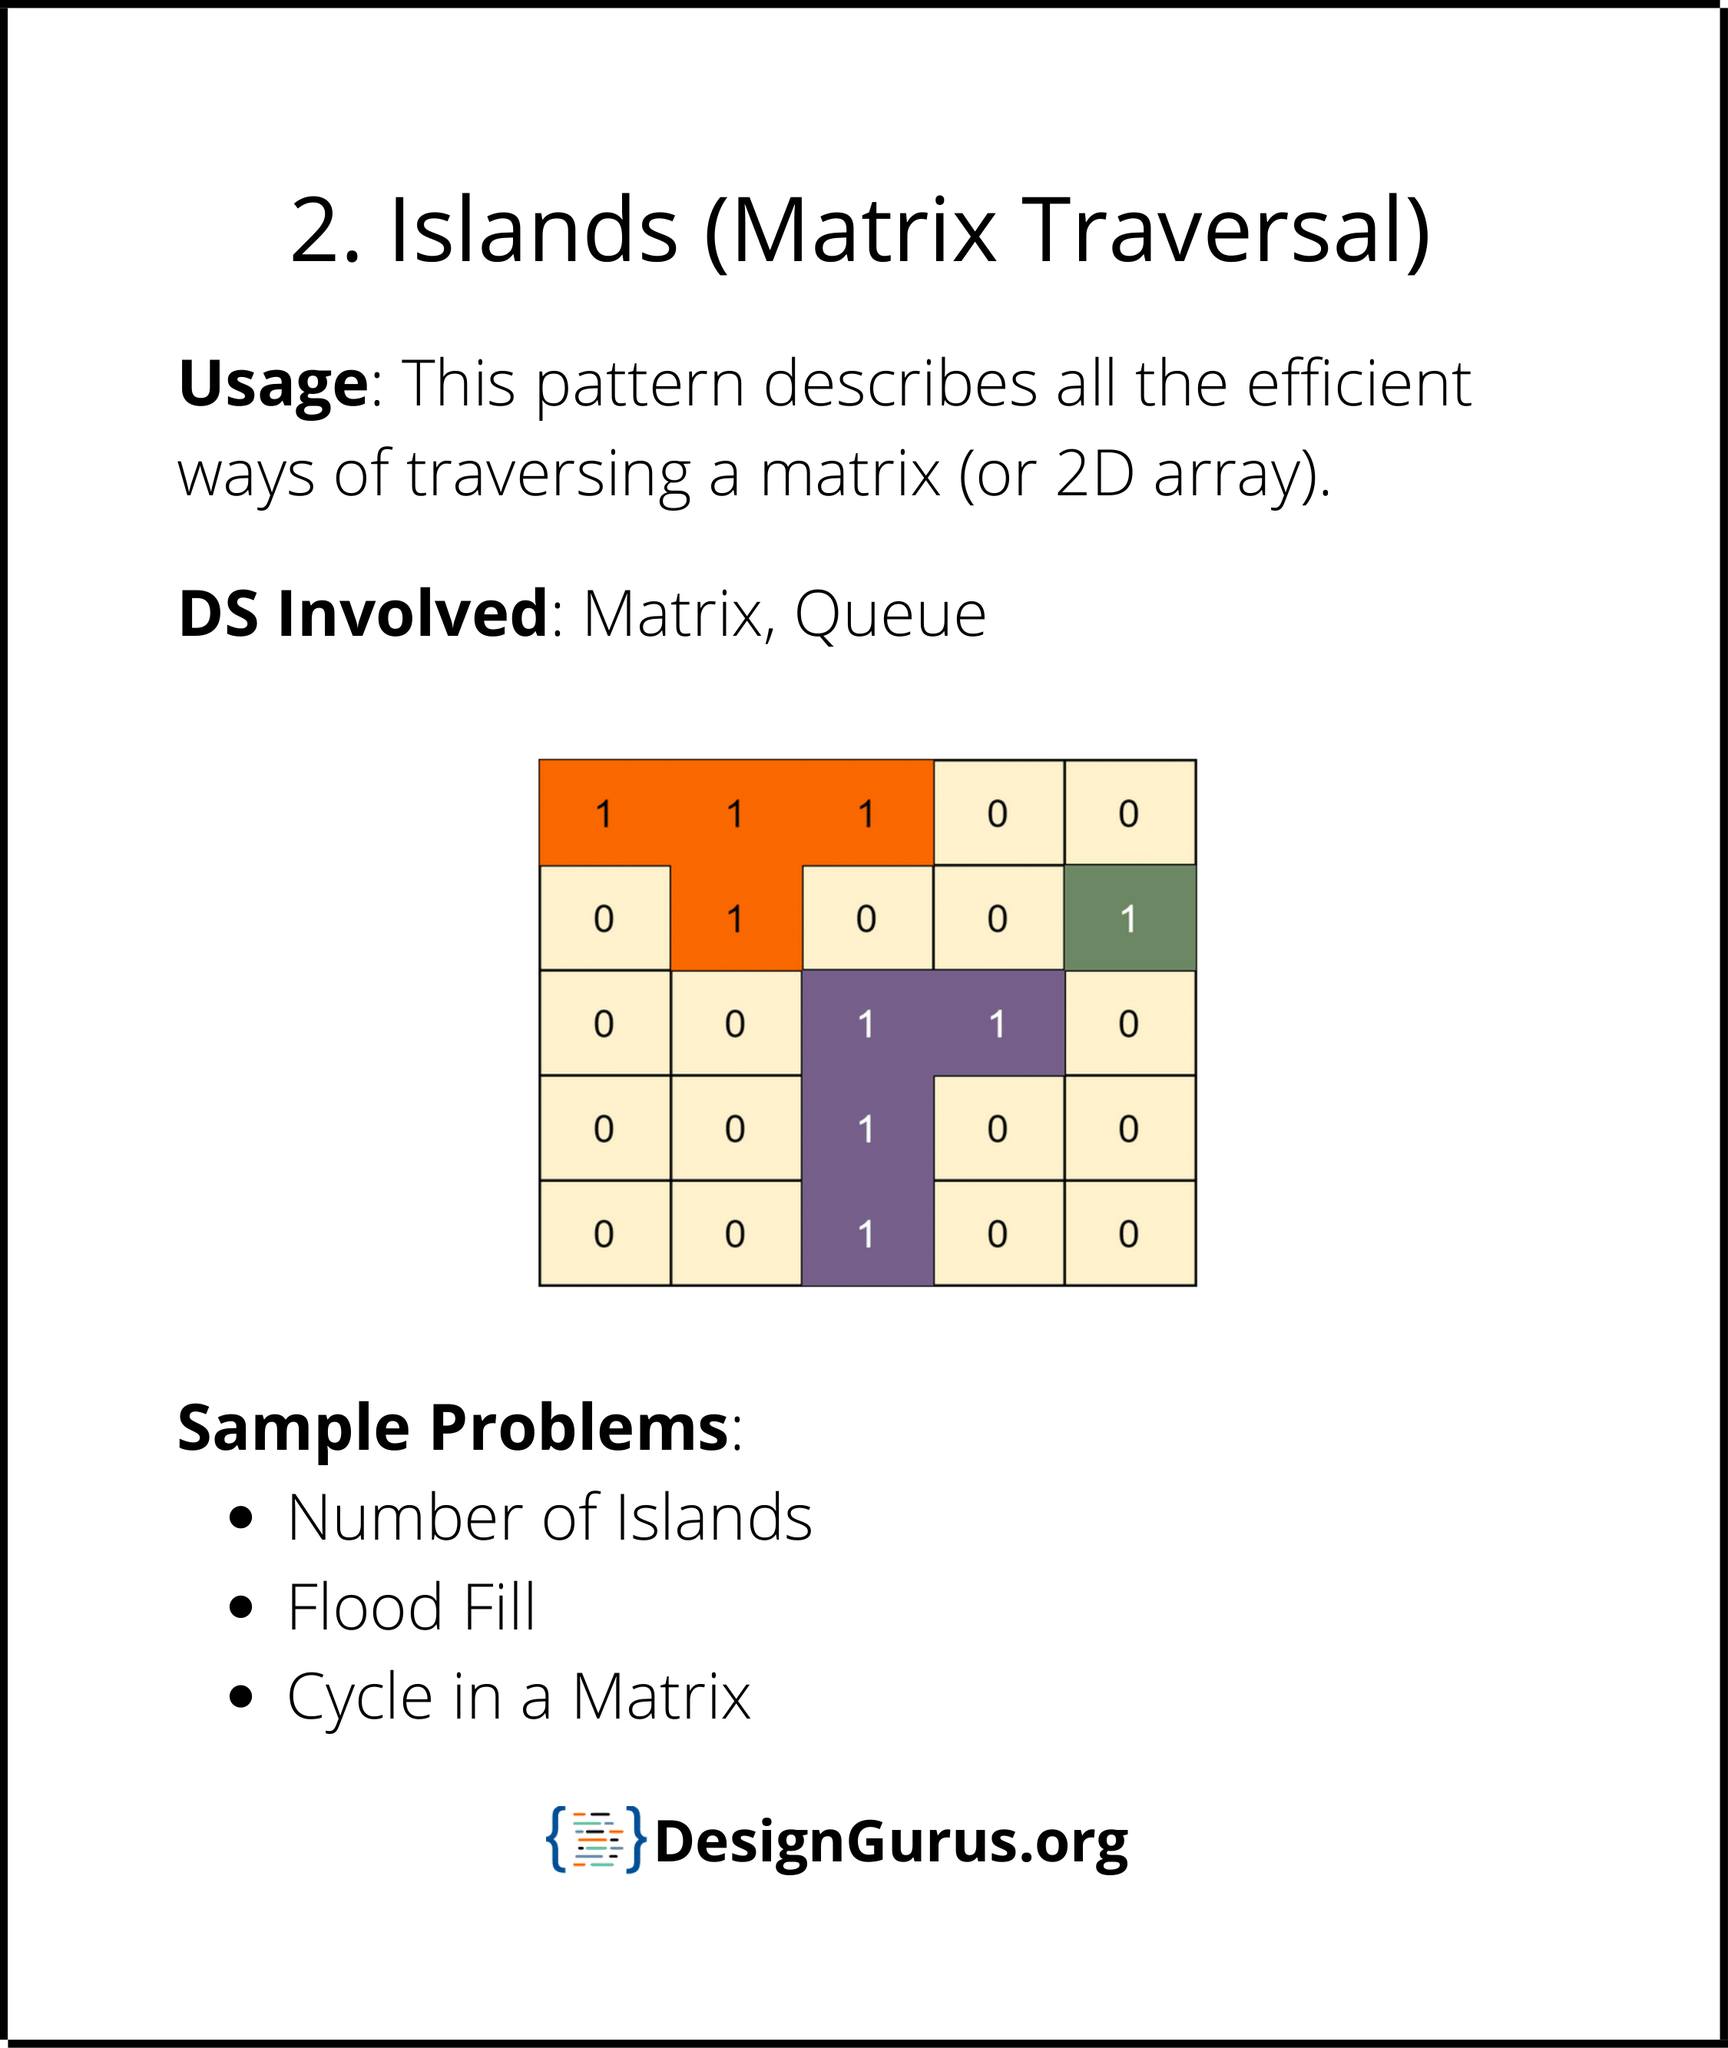 2. Islands (Matrix Traversal)
Usage: This pattern describes all the efficient
ways of traversing a matrix (or 2D array).
DS Involved: Matrix, Queue
1 1 1 0 0
0 1 0 0 1
0 0 1 1 0
0 0 1 0 0
0 0 1 0 0
Sample Problems:
• Number of Islands
• Flood Fill
• Cycle in a Matrix
DesignGurus.org